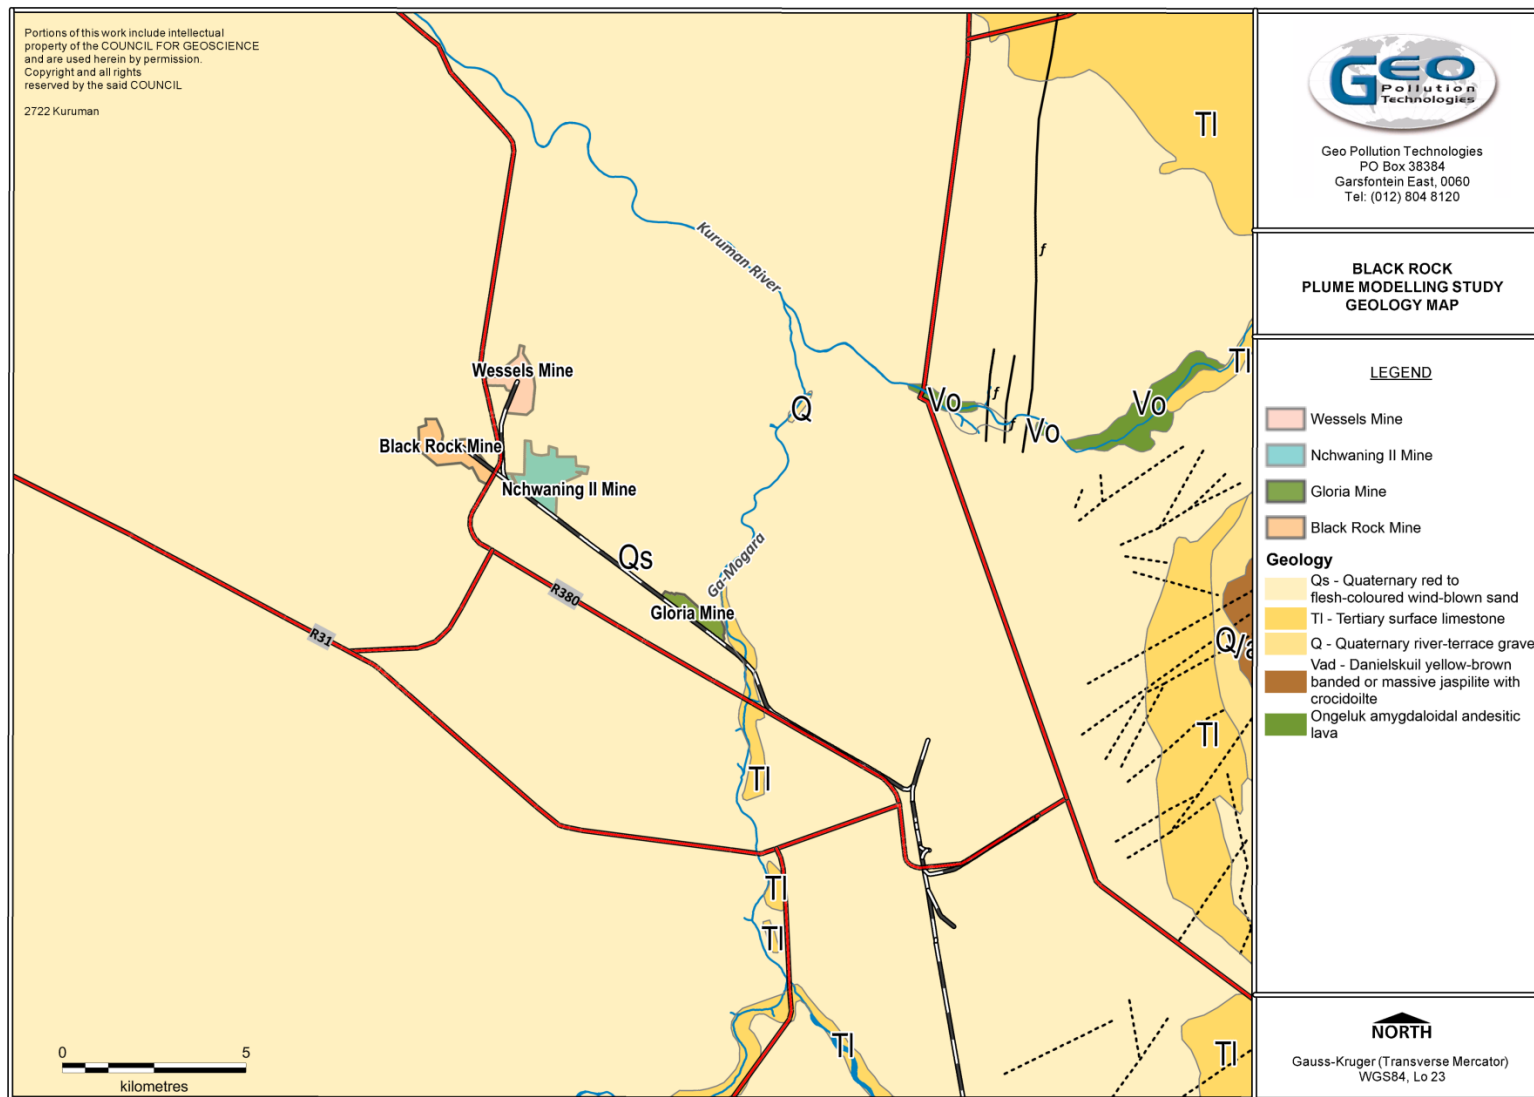 Portions of this work include intellectual
property of the COUNCIL FOR GEOSCIENCE
and are used herein by permission.
Copyright and all rights
reserved by the said COUNCIL
2722 Kuruman
Tl
Kuruman-River
f
Tl
Wessels Mine
Q
Vo
f
Vo
f
Vo
Black Rock Mine
Nchwaning II Mine
Qs
Ga-Mogara
R380
Gloria Mine
R31
Q/a
Tl
Tl
Tl
Tl
Tl
Tl
0 5
kilometres
GEO
Pollution
Technologies
Geo Pollution Technologies
PO Box 38384
Garsfontein East, 0060
Tel: (012) 804 8120
BLACK ROCK
PLUME MODELLING STUDY
GEOLOGY MAP
LEGEND
Wessels Mine
Nchwaning II Mine
Gloria Mine
Black Rock Mine
Geology
Qs - Quaternary red to
flesh-coloured wind-blown sand
Tl - Tertiary surface limestone
Q - Quaternary river-terrace grave
Vad - Danielskuil yellow-brown
banded or massive jaspilite with
crocidoilte
Ongeluk amygdaloidal andesitic
lava
NORTH
Gauss-Kruger (Transverse Mercator)
WGS84, Lo 23